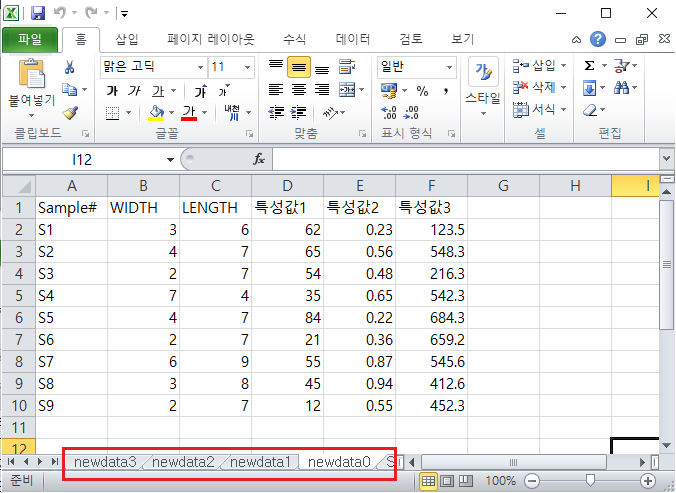 파일 홈 삽입 페이지 레이아웃 수식 데이터 검토 보기
맑은 고딕 11 일반 삽입 Σ
붙여넣기 가 가 가 가 가 % , 스타일 삭제
가 내천 .0 .00 .00 .0 서식
클립보드 글꼴 맞춤 표시 형식 셀 편집
I12 fx
A B C D E F G H I
1 Sample# WIDTH LENGTH 특성값1 특성값2 특성값3
2 S1 3 6 62 0.23 123.5
3 S2 4 7 65 0.56 548.3
4 S3 2 7 54 0.48 216.3
5 S4 7 4 35 0.65 542.3
6 S5 4 7 84 0.22 684.3
7 S6 2 7 21 0.36 659.2
8 S7 6 9 55 0.87 545.6
9 S8 3 8 45 0.94 412.6
10 S9 2 7 12 0.55 452.3
11
12
newdata3 newdata2 newdata1 newdata0 S
준비 100%